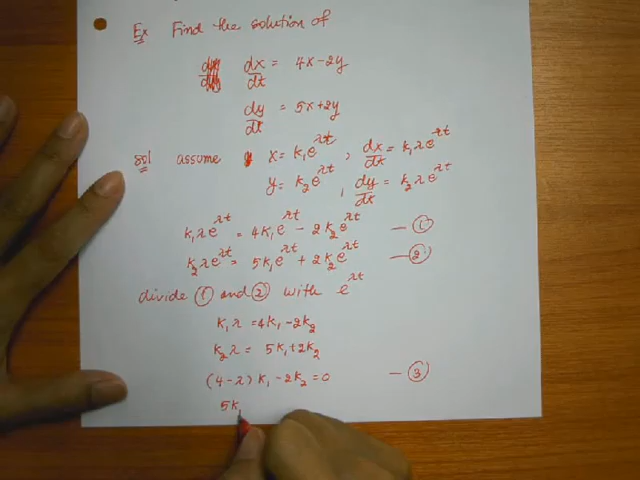 Ex Find the solution of
dx/dt = 4x-2y
dy/dt = 5x+2y
Sol assume x = k₁e^λt , dx/dt = k₁λe^λt
y = k₂e^λt , dy/dt = k₂λe^λt
k₁λe^λt = 4k₁e^λt - 2k₂e^λt — ①
k₂λe^λt = 5k₁e^λt + 2k₂e^λt — ②
divide ① and ② with e^λt
k₁λ = 4k₁-2k₂
k₂λ = 5k₁+2k₂
(4-λ)k₁-2k₂=0 — ③
5k